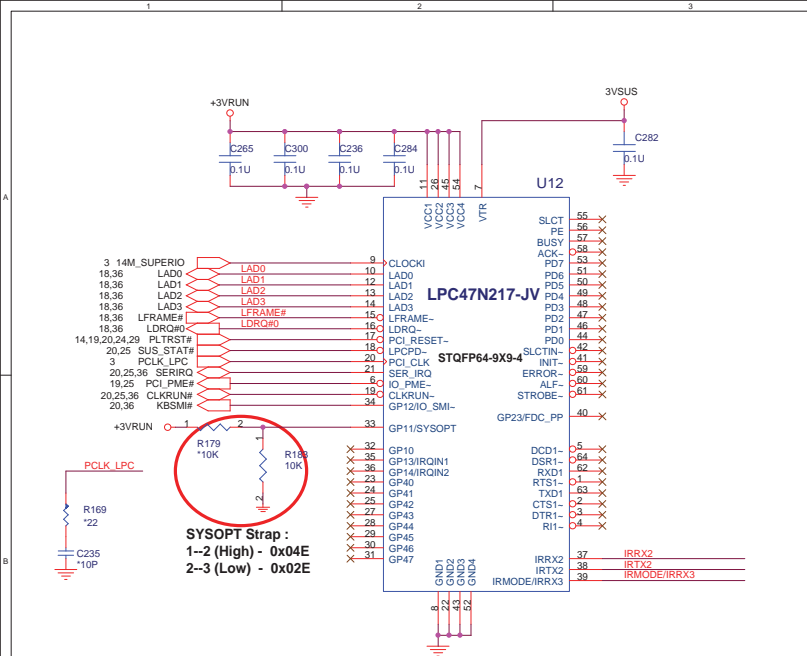 1 2 3
A
B
+3VRUN
3VSUS
C265
0.1U
C300
0.1U
C236
0.1U
C284
0.1U
C282
0.1U
U12
11 26 45 54 7
VCC1
VCC2
VCC3
VCC4
VTR
LPC47N217-JV
STQFP64-9X9-4
3 14M_SUPERIO 9 CLOCKI
18,36 LAD0 LAD0 10 LAD0
18,36 LAD1 LAD1 12 LAD1
18,36 LAD2 LAD2 13 LAD2
18,36 LAD3 LAD3 14 LAD3
18,36 LFRAME# LFRAME# 15 LFRAME~
18,36 LDRQ#0 LDRQ#0 16 LDRQ~
14,19,20,24,29 PLTRST# 17 PCI_RESET~
20,25 SUS_STAT# 18 LPCPD~
3 PCLK_LPC 20 PCI_CLK
20,25,36 SERIRQ 21 SER_IRQ
19,25 PCI_PME# 6 IO_PME~
20,25,36 CLKRUN# 19 CLKRUN~
20,36 KBSMI# 34 GP12/IO_SMI~
+3VRUN 1 2 33 GP11/SYSOPT
R179
*10K
1
R188
10K
2
32 GP10
35 GP13/IRQIN1
36 GP14/IRQIN2
23 GP40
24 GP41
25 GP42
27 GP43
28 GP44
29 GP45
30 GP46
31 GP47
SLCT 55
PE 56
BUSY 57
ACK~ 58
PD7 53
PD6 51
PD5 50
PD4 49
PD3 48
PD2 47
PD1 46
PD0 44
SLCTIN~ 42
INIT~ 41
ERROR~ 59
ALF~ 60
STROBE~ 61
GP23/FDC_PP 40
DCD1~ 5
DSR1~ 64
RXD1 62
RTS1~ 1
TXD1 63
CTS1~ 2
DTR1~ 3
RI1~ 4
IRRX2 37 IRRX2
IRTX2 38 IRTX2
IRMODE/IRRX3 39 IRMODE/IRRX3
GND1
GND2
GND3
GND4
8 22 43 52
PCLK_LPC
R169
*22
C235
*10P
SYSOPT Strap :
1--2 (High) - 0x04E
2--3 (Low) - 0x02E